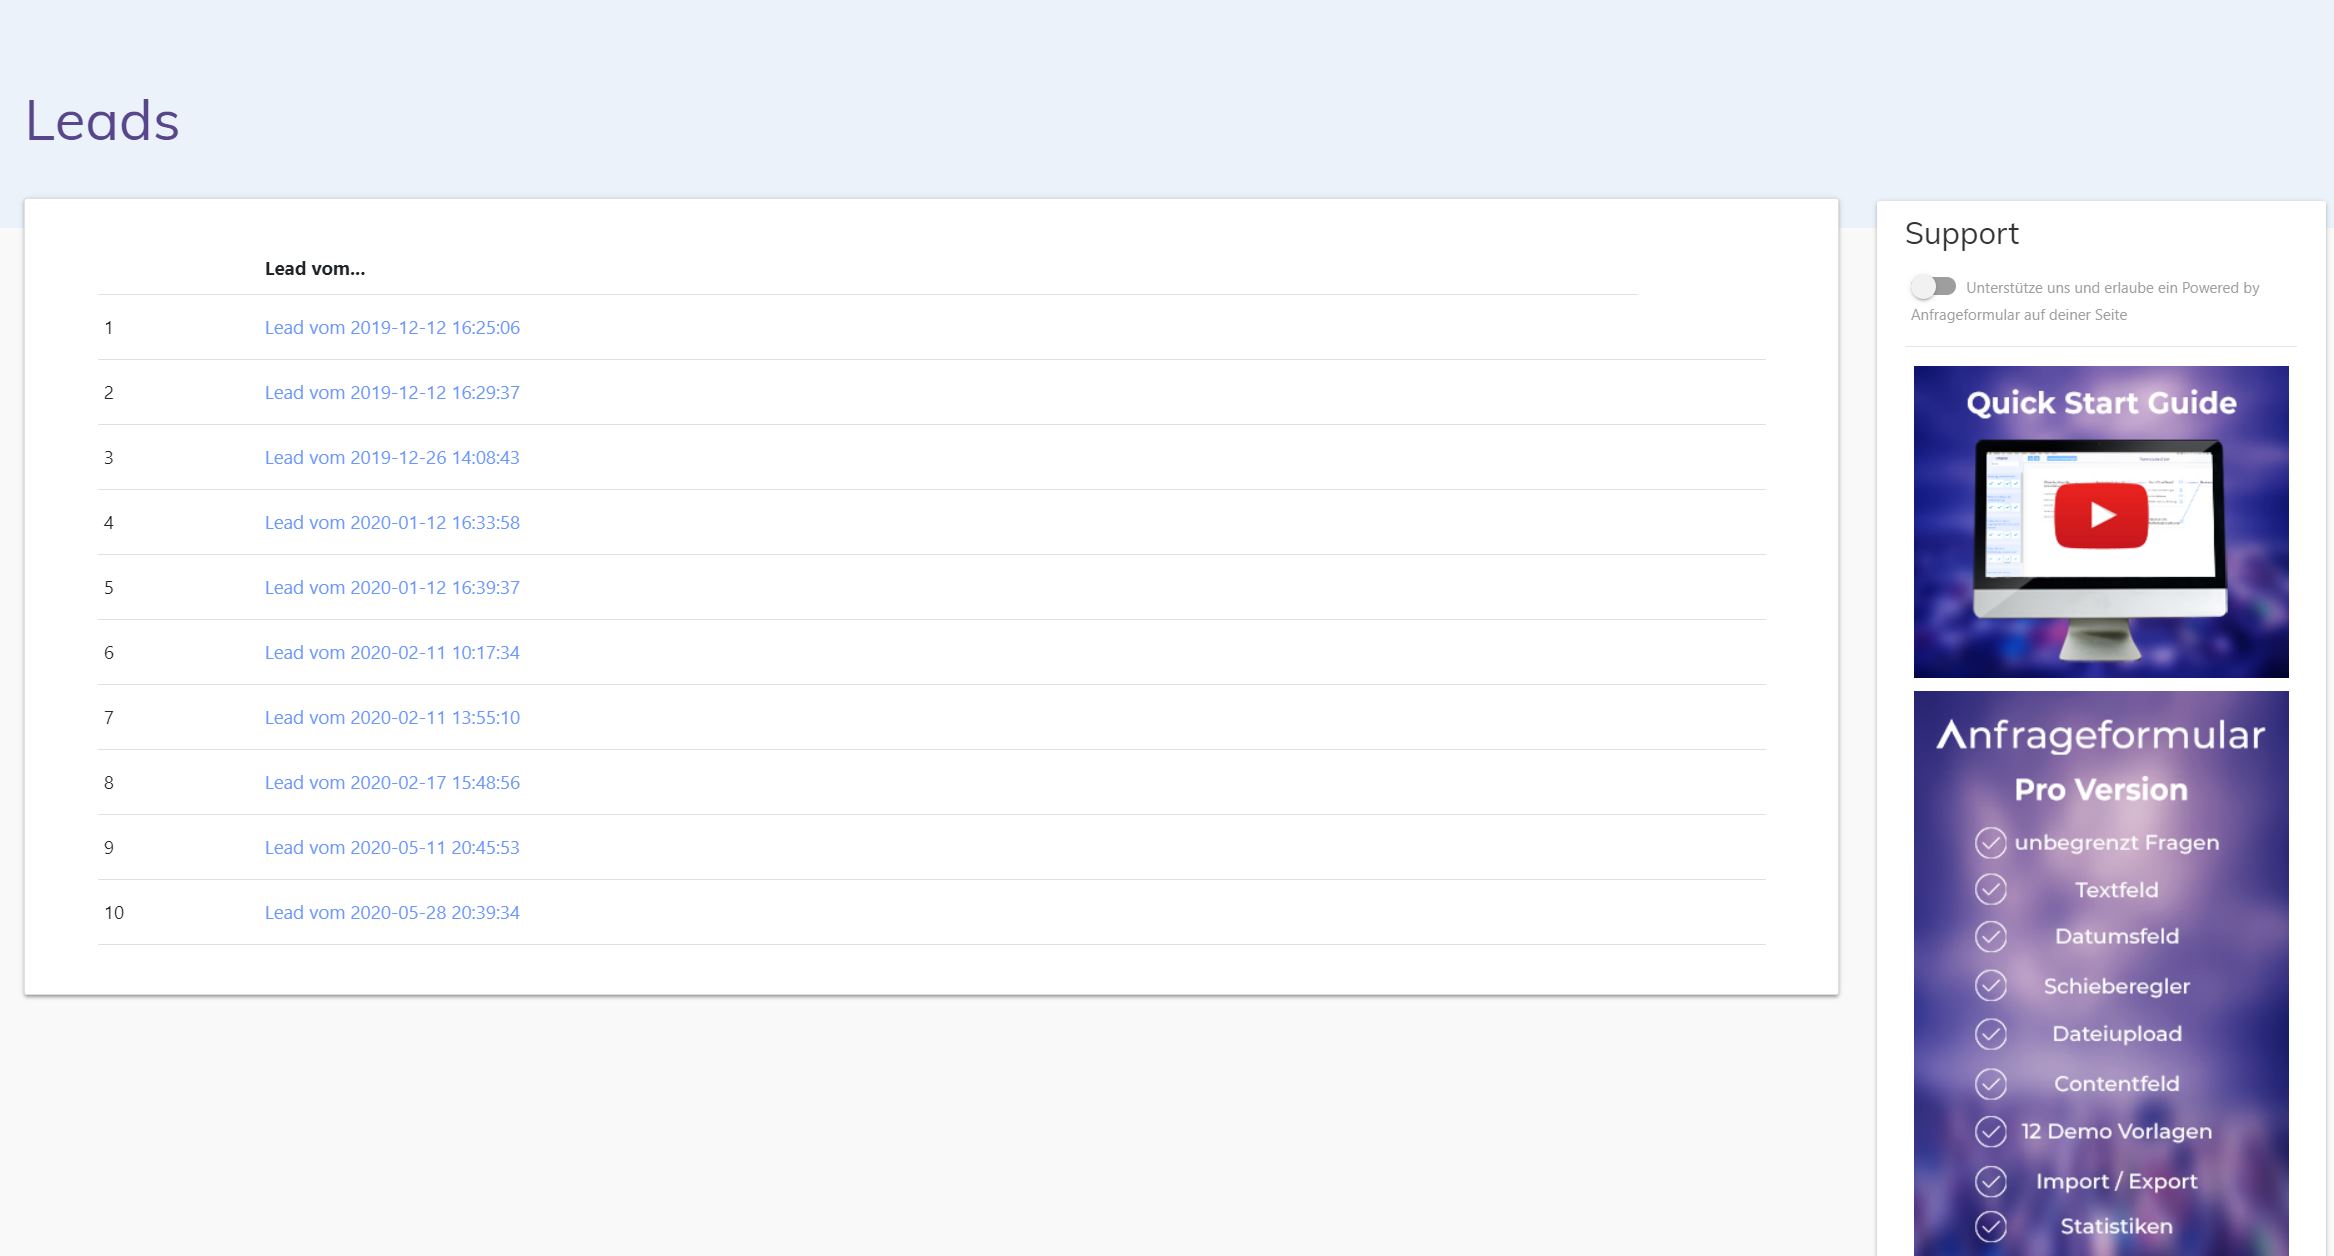 Leads
Lead vom...
1 Lead vom 2019-12-12 16:25:06
2 Lead vom 2019-12-12 16:29:37
3 Lead vom 2019-12-26 14:08:43
4 Lead vom 2020-01-12 16:33:58
5 Lead vom 2020-01-12 16:39:37
6 Lead vom 2020-02-11 10:17:34
7 Lead vom 2020-02-11 13:55:10
8 Lead vom 2020-02-17 15:48:56
9 Lead vom 2020-05-11 20:45:53
10 Lead vom 2020-05-28 20:39:34
Support
Unterstütze uns und erlaube ein Powered by
Anfrageformular auf deiner Seite
Quick Start Guide
Anfrageformular
Pro Version
unbegrenzt Fragen
Textfeld
Datumsfeld
Schieberegler
Dateiupload
Contentfeld
12 Demo Vorlagen
Import / Export
Statistiken